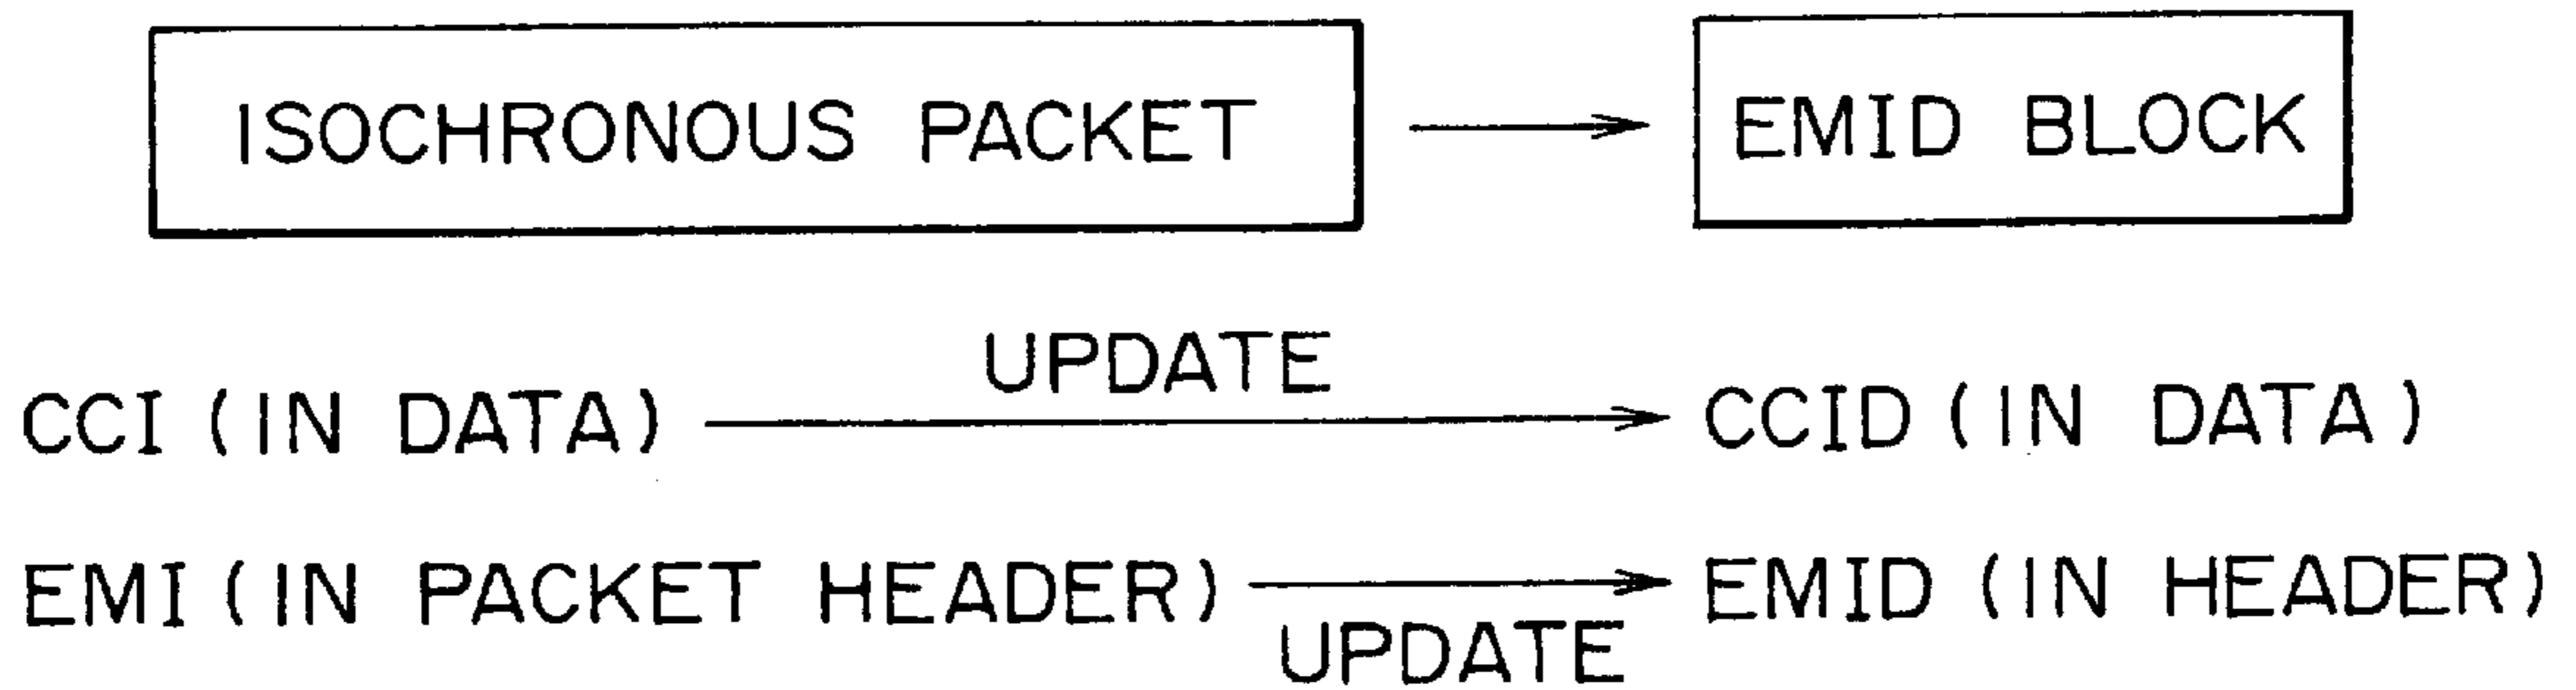 ISOCHRONOUS PACKET EMID BLOCK
UPDATE
CCI (IN DATA) CCID (IN DATA)
EMI (IN PACKET HEADER) EMID (IN HEADER)
UPDATE